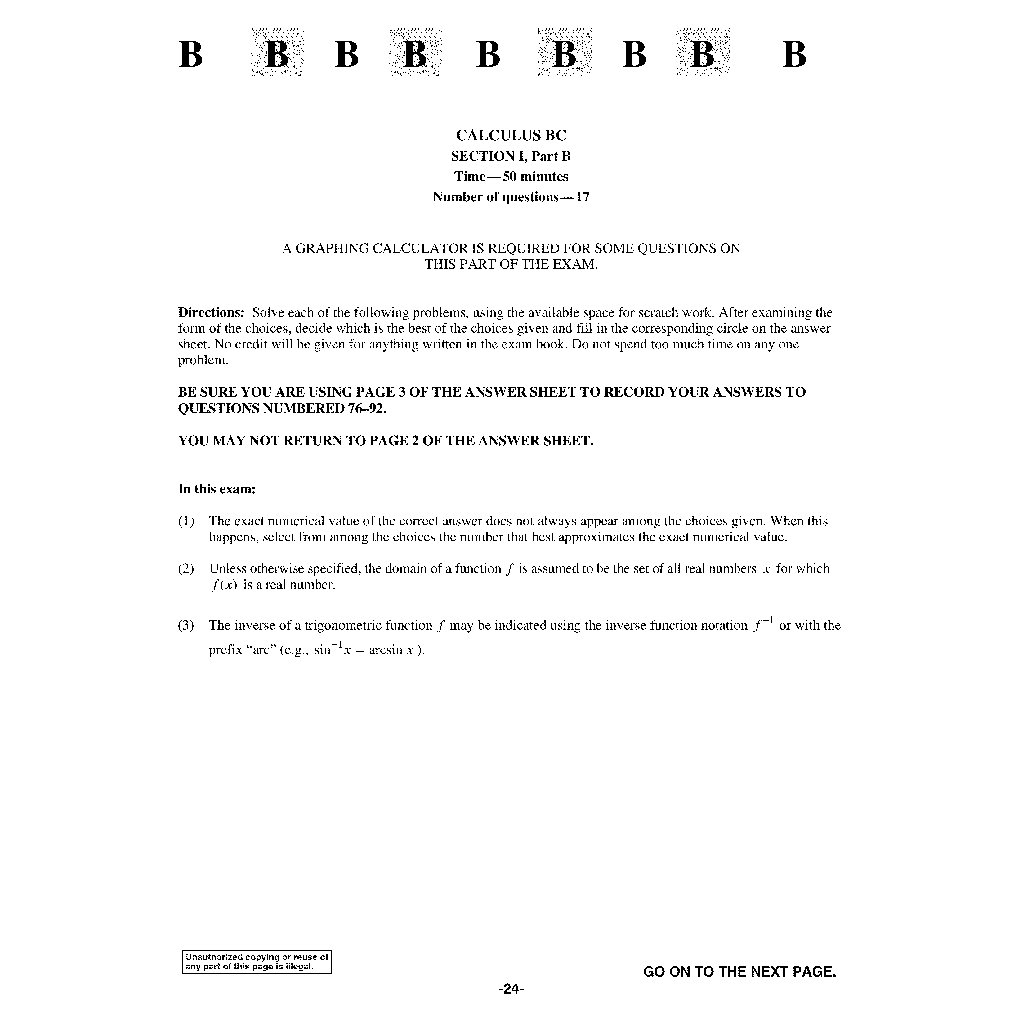 B B B B B B B B B
CALCULUS BC
SECTION I, Part B
Time—50 minutes
Number of questions—17
A GRAPHING CALCULATOR IS REQUIRED FOR SOME QUESTIONS ON
THIS PART OF THE EXAM.
Directions: Solve each of the following problems, using the available space for scratch work. After examining the
form of the choices, decide which is the best of the choices given and fill in the corresponding circle on the answer
sheet. No credit will be given for anything written in the exam book. Do not spend too much time on any one
problem.
BE SURE YOU ARE USING PAGE 3 OF THE ANSWER SHEET TO RECORD YOUR ANSWERS TO
QUESTIONS NUMBERED 76–92.
YOU MAY NOT RETURN TO PAGE 2 OF THE ANSWER SHEET.
In this exam:
(1) The exact numerical value of the correct answer does not always appear among the choices given. When this
happens, select from among the choices the number that best approximates the exact numerical value.
(2) Unless otherwise specified, the domain of a function f is assumed to be the set of all real numbers x for which
f(x) is a real number.
(3) The inverse of a trigonometric function f may be indicated using the inverse function notation f⁻¹ or with the
prefix “arc” (e.g., sin⁻¹x = arcsin x ).
Unauthorized copying or reuse of
any part of this page is illegal.
GO ON TO THE NEXT PAGE.
-24-